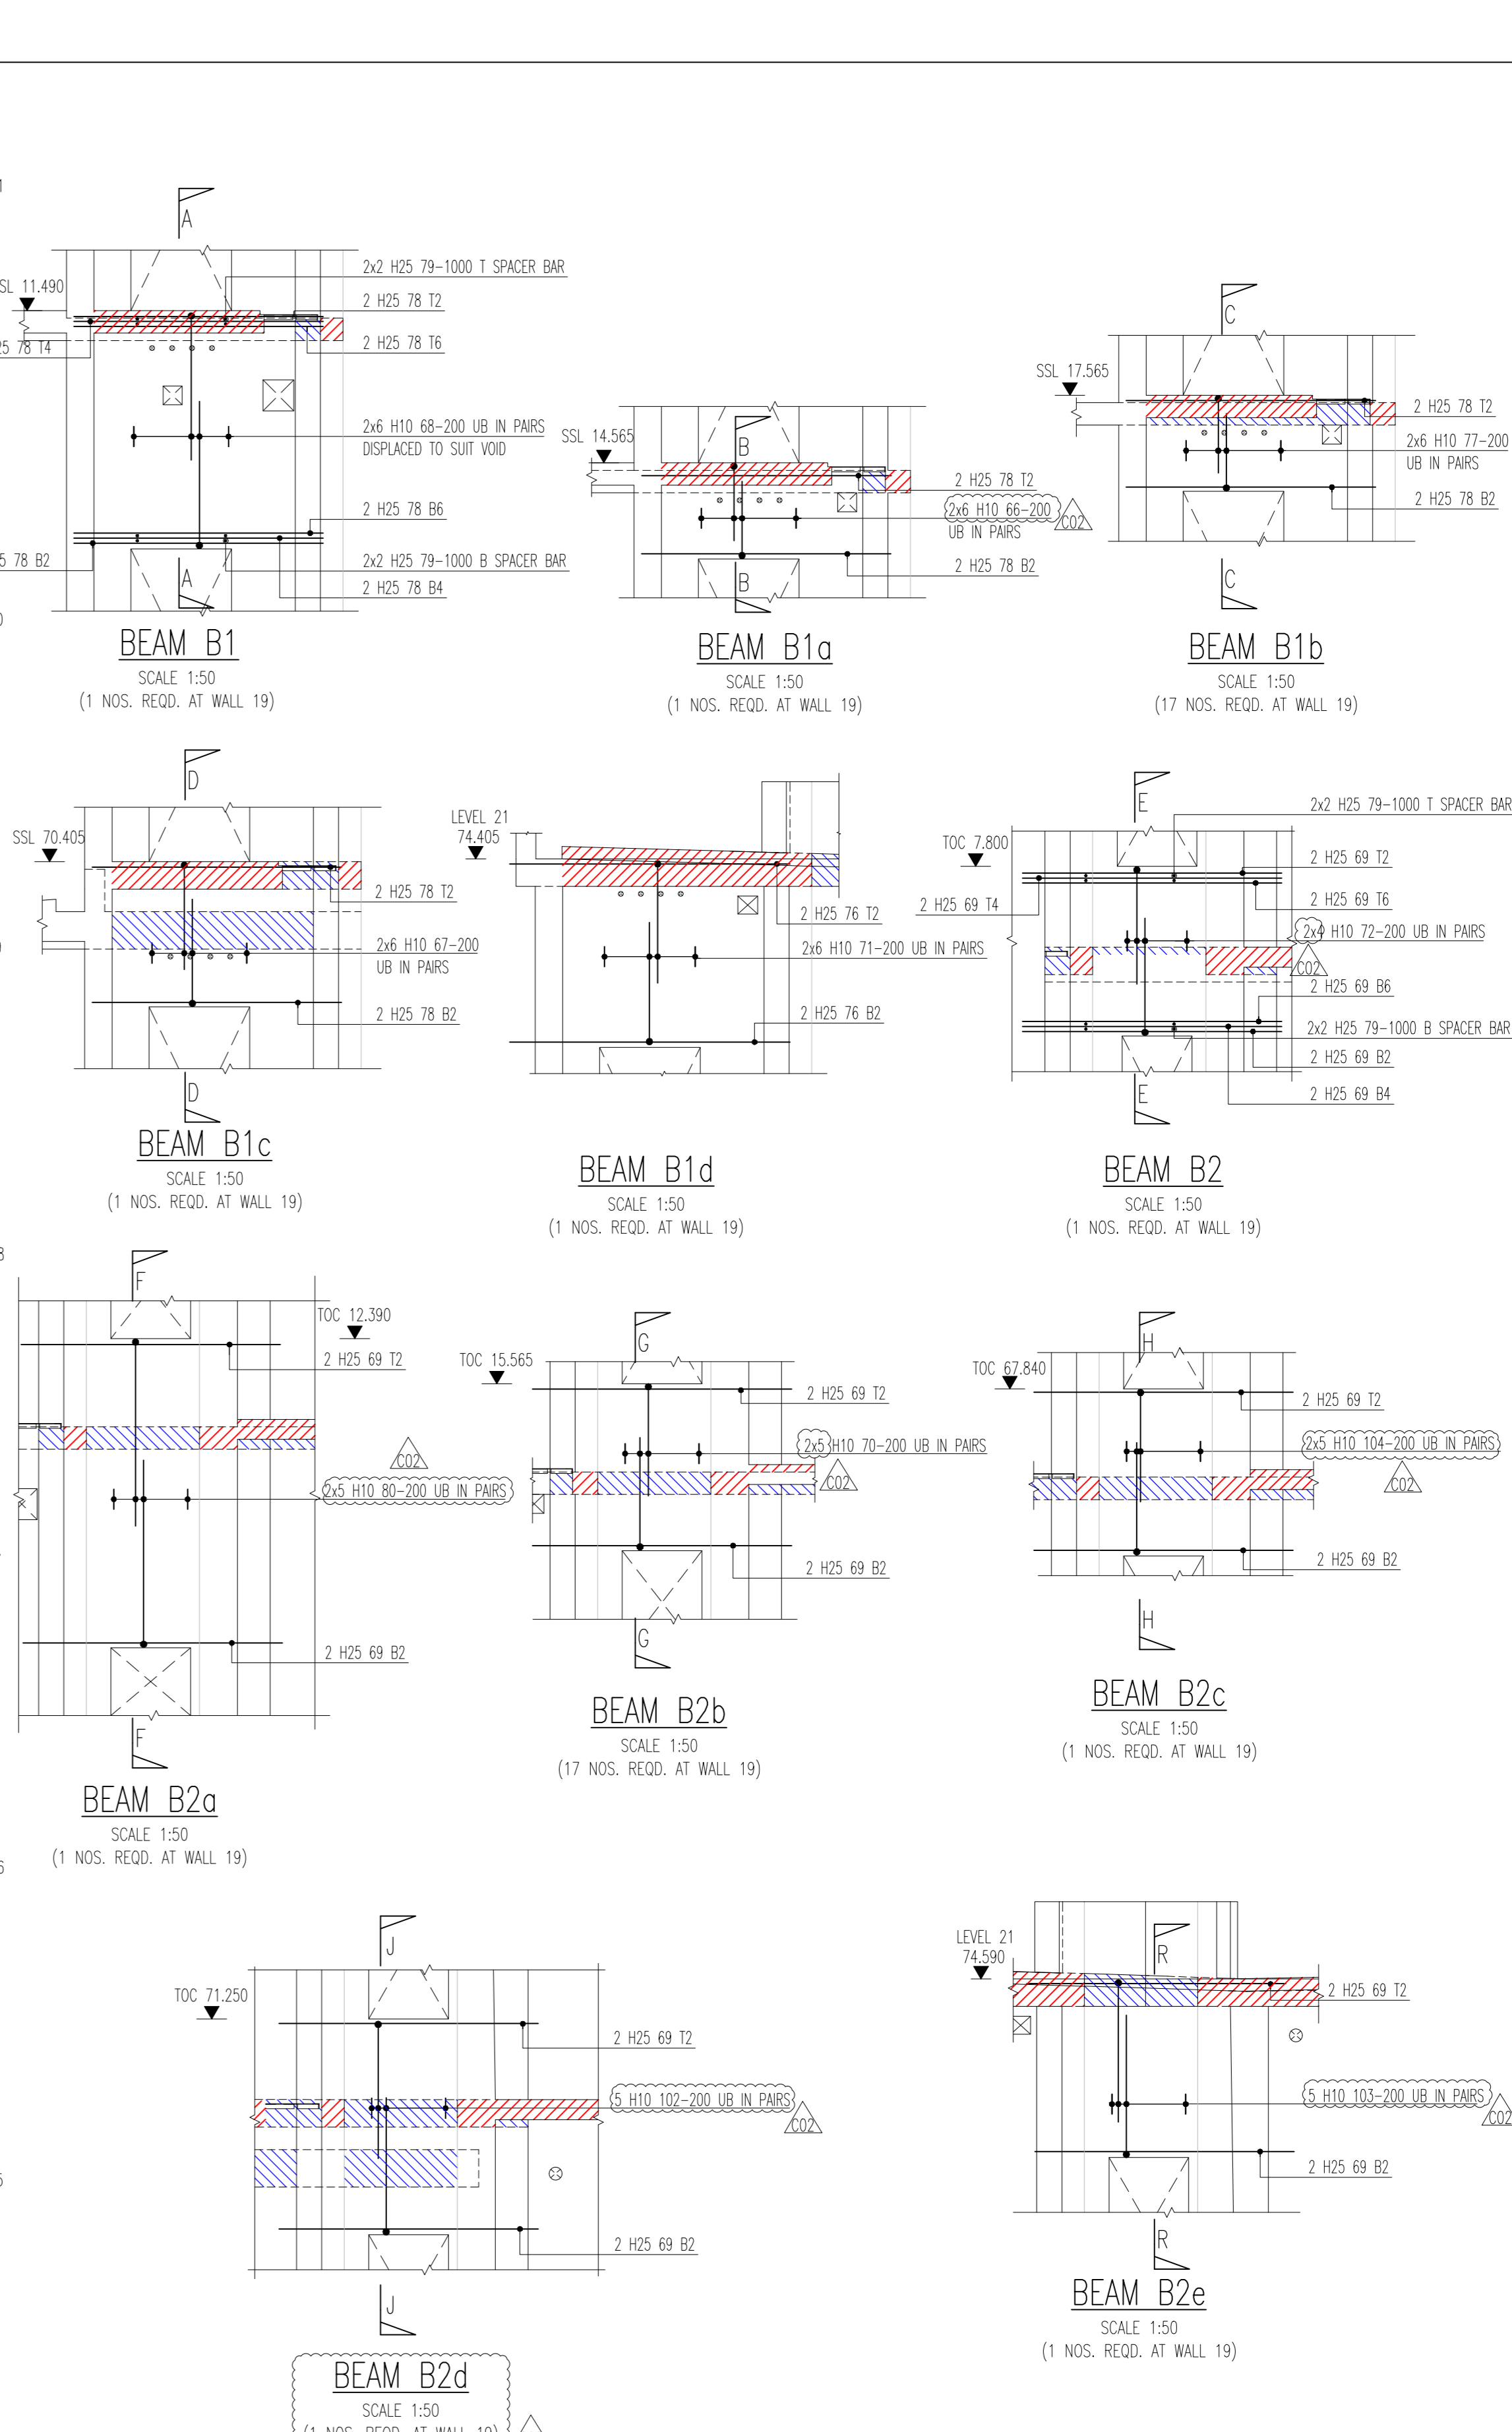 A
2x2 H25 79-1000 T SPACER BAR
SSL 11.490
2 H25 78 T2
2 H25 78 T6
H25 78 T4
2x6 H10 68-200 UB IN PAIRS
DISPLACED TO SUIT VOID
2 H25 78 B6
78 B2
2x2 H25 79-1000 B SPACER BAR
2 H25 78 B4
A
BEAM B1
SCALE 1:50
(1 NOS. REQD. AT WALL 19)
SSL 14.565
B
2 H25 78 T2
2x6 H10 66-200
UB IN PAIRS
C02
2 H25 78 B2
B
BEAM B1a
SCALE 1:50
(1 NOS. REQD. AT WALL 19)
C
SSL 17.565
2 H25 78 T2
2x6 H10 77-200
UB IN PAIRS
2 H25 78 B2
C
BEAM B1b
SCALE 1:50
(17 NOS. REQD. AT WALL 19)
D
SSL 70.405
2 H25 78 T2
2x6 H10 67-200
UB IN PAIRS
2 H25 78 B2
D
BEAM B1c
SCALE 1:50
(1 NOS. REQD. AT WALL 19)
LEVEL 21
74.405
2 H25 76 T2
2x6 H10 71-200 UB IN PAIRS
2 H25 76 B2
BEAM B1d
SCALE 1:50
(1 NOS. REQD. AT WALL 19)
E
2x2 H25 79-1000 T SPACER BAR
TOC 7.800
2 H25 69 T2
2 H25 69 T4
2 H25 69 T6
2x4 H10 72-200 UB IN PAIRS
C02
2 H25 69 B6
2x2 H25 79-1000 B SPACER BAR
2 H25 69 B2
2 H25 69 B4
E
BEAM B2
SCALE 1:50
(1 NOS. REQD. AT WALL 19)
F
TOC 12.390
2 H25 69 T2
C02
2x5 H10 80-200 UB IN PAIRS
2 H25 69 B2
F
BEAM B2a
SCALE 1:50
(1 NOS. REQD. AT WALL 19)
G
TOC 15.565
2 H25 69 T2
2x5 H10 70-200 UB IN PAIRS
C02
2 H25 69 B2
G
BEAM B2b
SCALE 1:50
(17 NOS. REQD. AT WALL 19)
H
TOC 67.840
2 H25 69 T2
2x5 H10 104-200 UB IN PAIRS
C02
2 H25 69 B2
H
BEAM B2c
SCALE 1:50
(1 NOS. REQD. AT WALL 19)
J
TOC 71.250
2 H25 69 T2
5 H10 102-200 UB IN PAIRS
C02
2 H25 69 B2
J
BEAM B2d
SCALE 1:50
(1 NOS. REQD. AT WALL 19)
LEVEL 21
74.590
R
2 H25 69 T2
5 H10 103-200 UB IN PAIRS
C02
2 H25 69 B2
R
BEAM B2e
SCALE 1:50
(1 NOS. REQD. AT WALL 19)